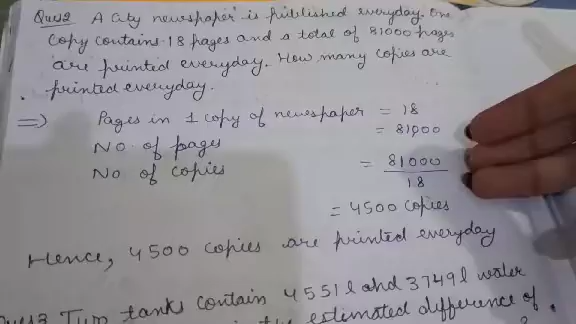 Ques2 A City newspaper is published everyday. One
copy contains 18 pages and a total of 81000 pages
are printed everyday. How many copies are
printed everyday.
=> Pages in 1 copy of newspaper = 18
No. of pages = 81000
No of copies = 81000
18
= 4500 copies
Hence, 4500 copies are printed everyday
Ques3 Two tanks contain 4551l and 3749l water
the estimated difference of